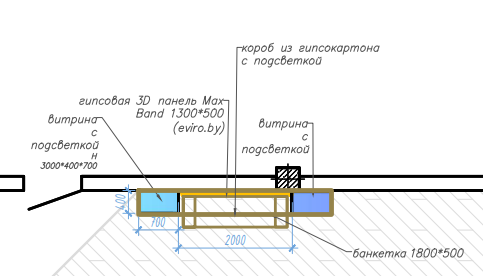 короб из гипсокартона
с подсветкой
гипсовая 3D панель Max
Band 1300*500
(eviro.by)
витрина
с
подсветкой
н
3000*400*700
витрина
с
подсветкой
400
700
2000
банкетка 1800*500